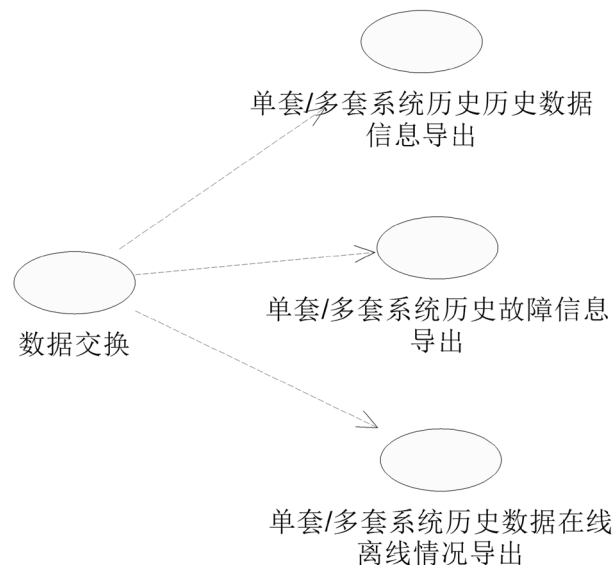 单套/多套系统历史历史数据
信息导出
单套/多套系统历史故障信息
导出
数据交换
单套/多套系统历史数据在线
离线情况导出